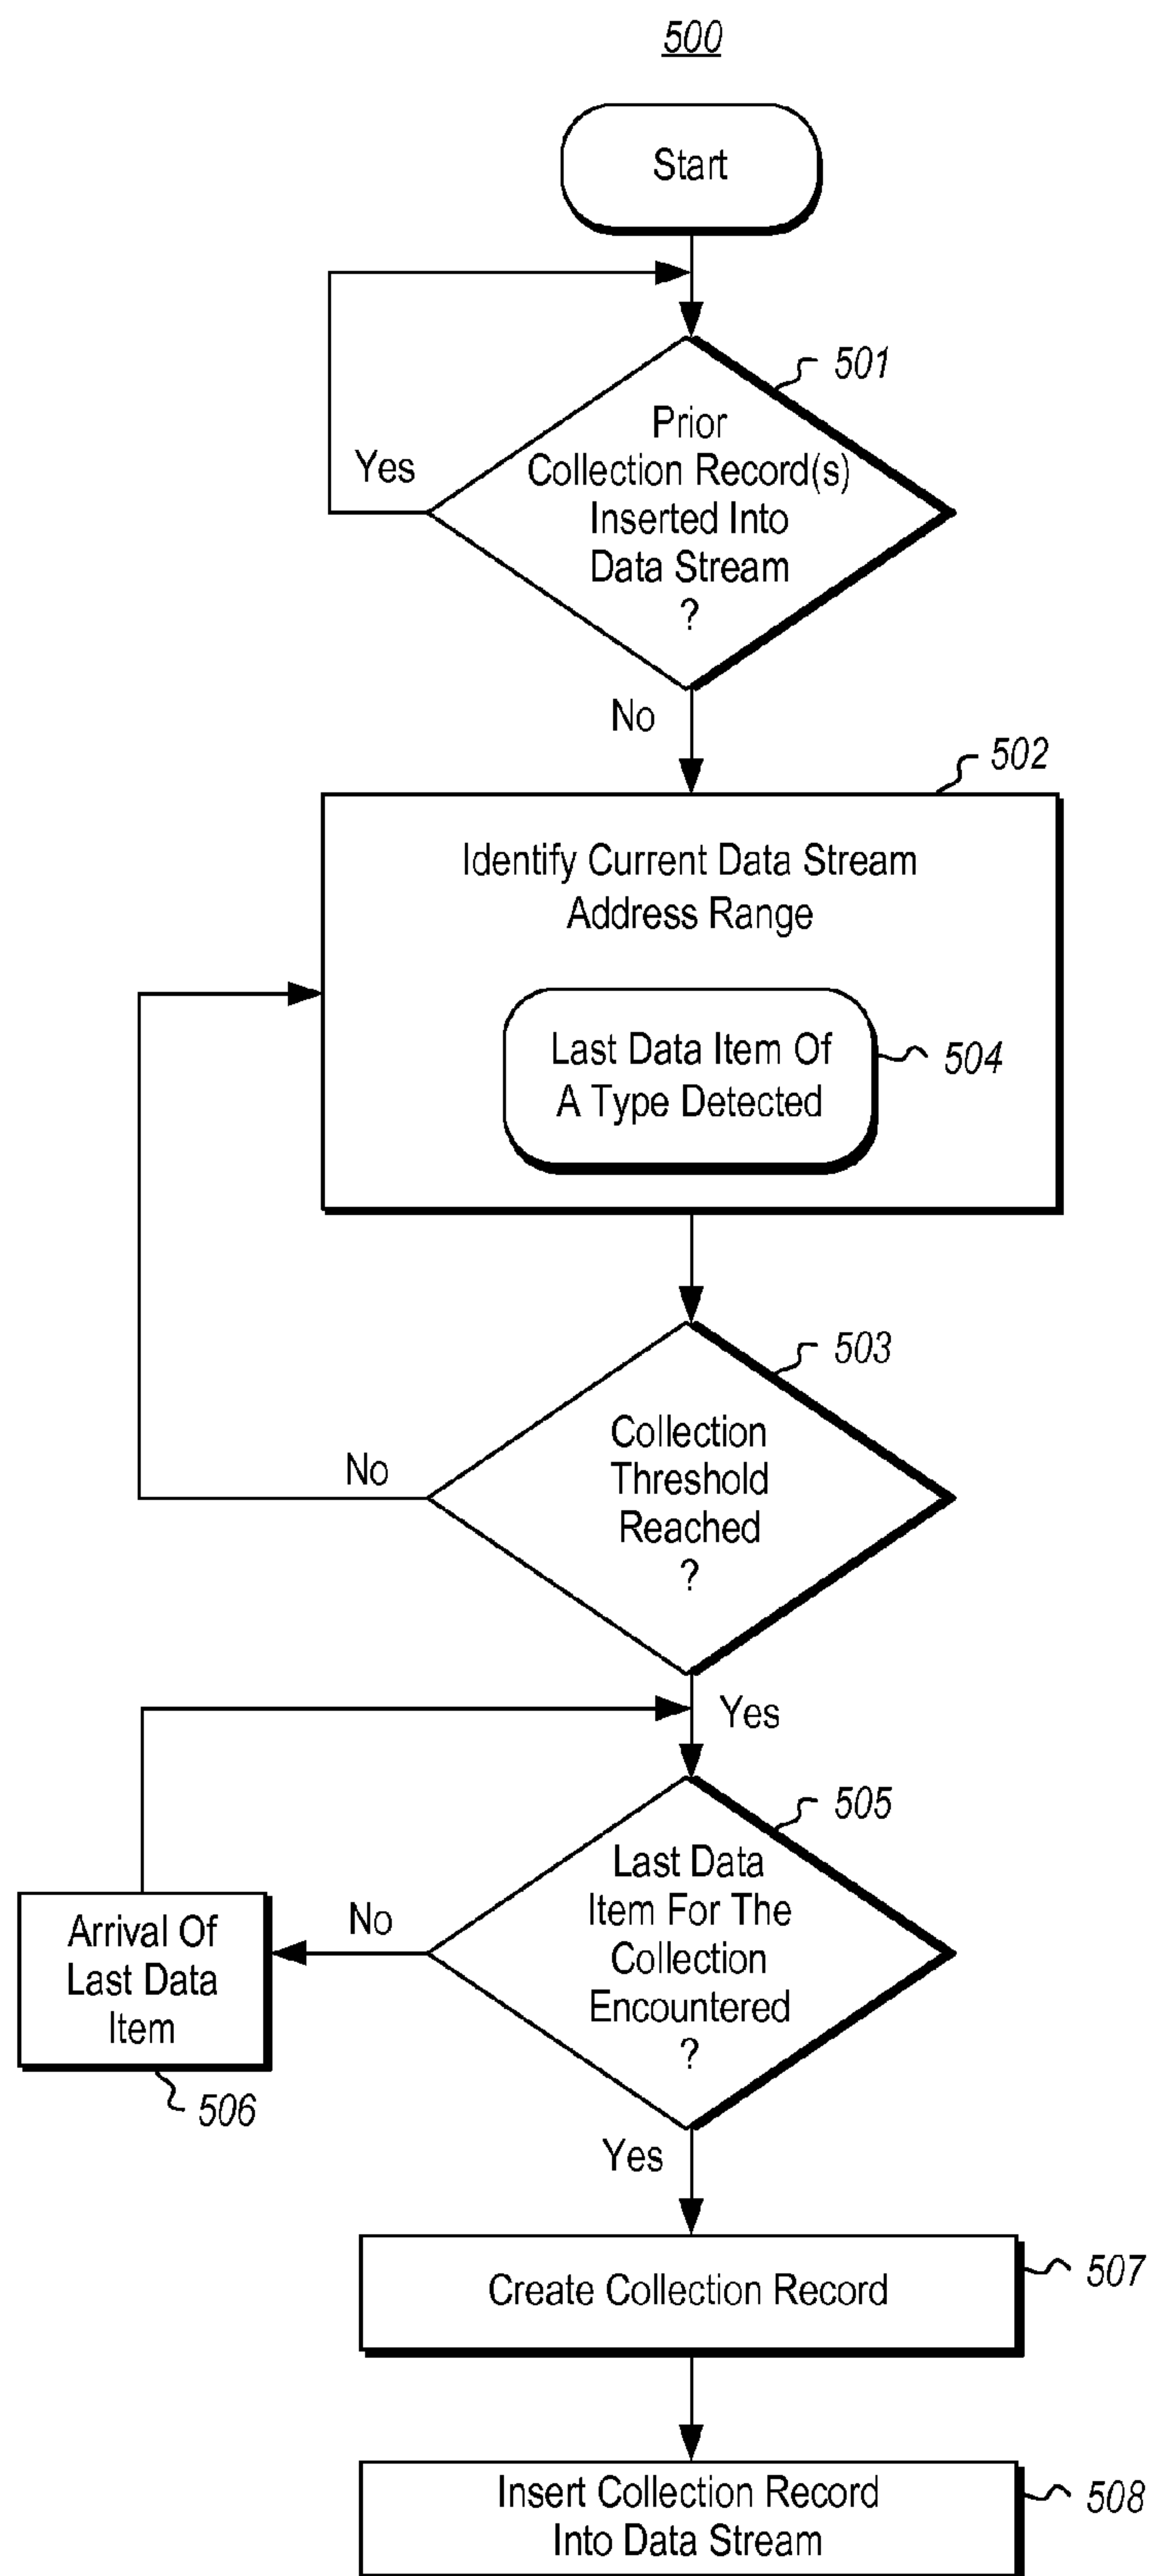 500
Start
501
Prior
Collection Record(s)
Inserted Into
Data Stream
?
Yes
No
502
Identify Current Data Stream
Address Range
Last Data Item Of
A Type Detected
504
503
Collection
Threshold
Reached
?
No
Yes
505
Last Data
Item For The
Collection
Encountered
?
No
Arrival Of
Last Data
Item
506
Yes
Create Collection Record
507
Insert Collection Record
Into Data Stream
508